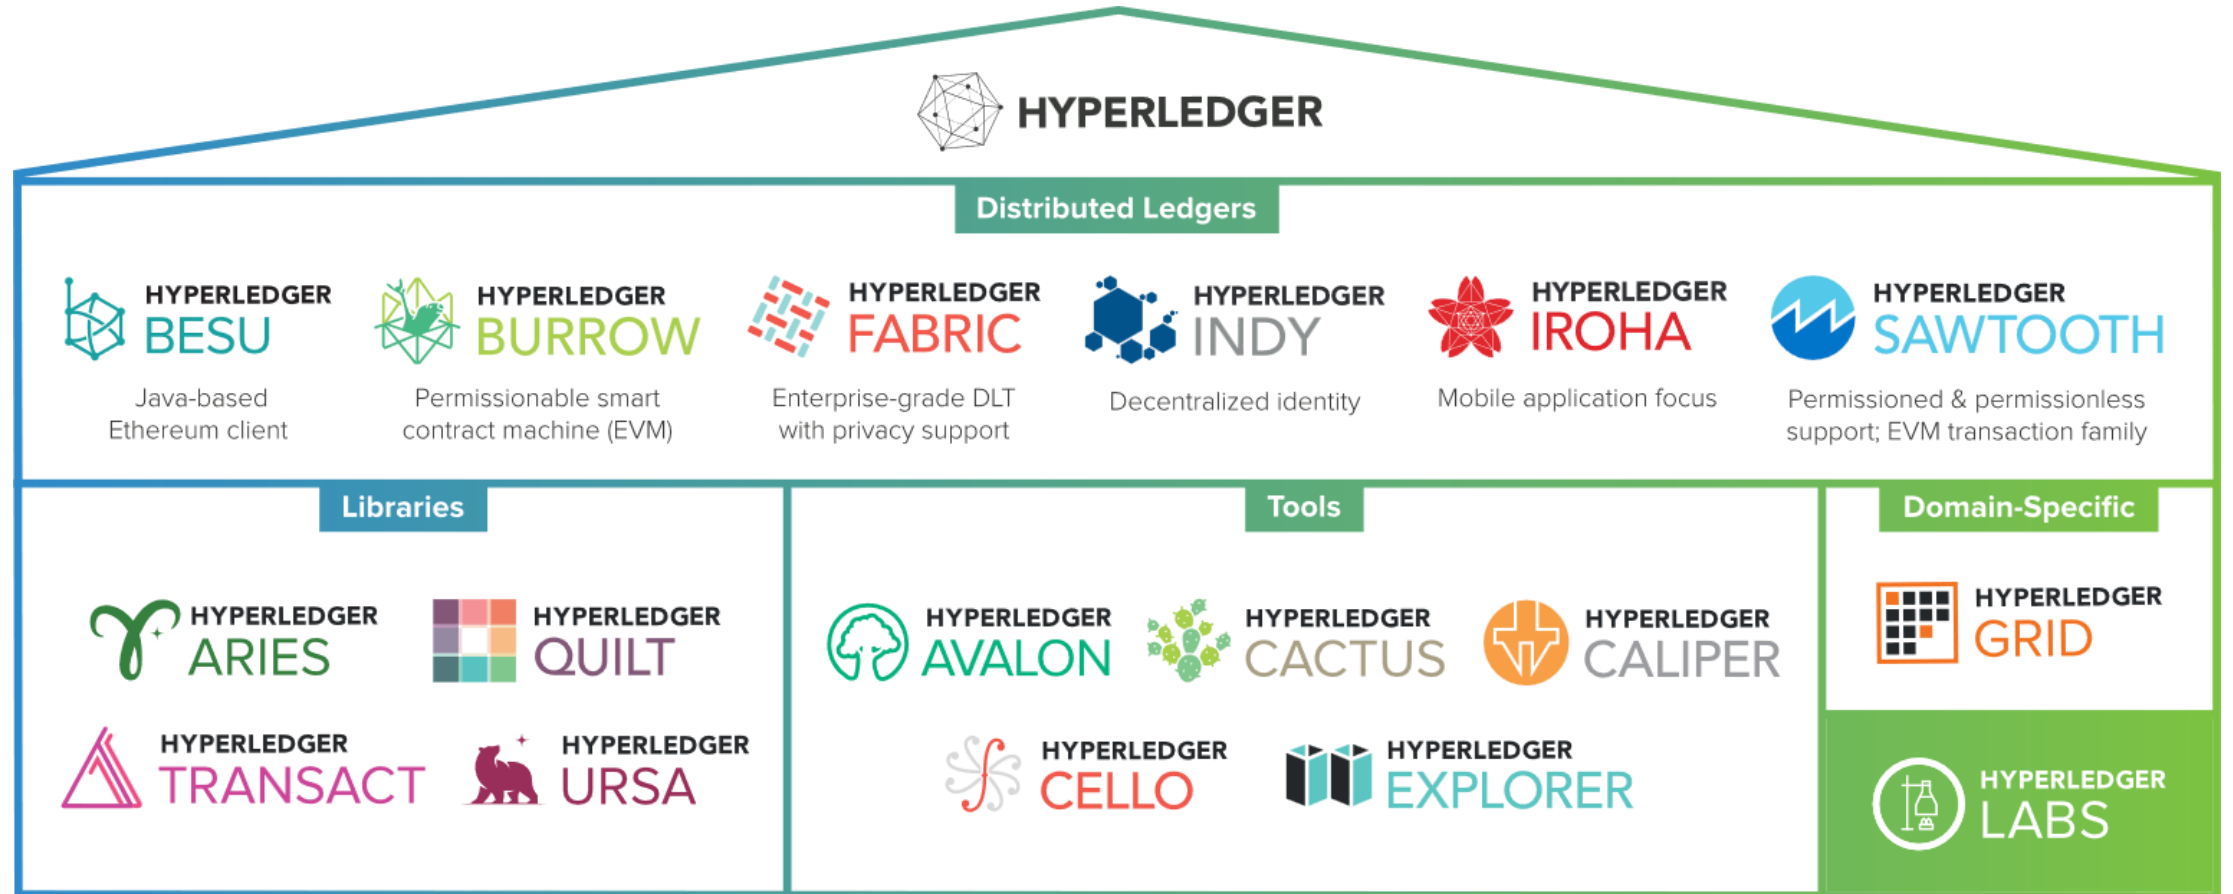 HYPERLEDGER
Distributed Ledgers
HYPERLEDGER
BESU
Java-based
Ethereum client
HYPERLEDGER
BURROW
Permissionable smart
contract machine (EVM)
HYPERLEDGER
FABRIC
Enterprise-grade DLT
with privacy support
HYPERLEDGER
INDY
Decentralized identity
HYPERLEDGER
IROHA
Mobile application focus
HYPERLEDGER
SAWTOOTH
Permissioned & permissionless
support; EVM transaction family
Libraries
HYPERLEDGER
ARIES
HYPERLEDGER
QUILT
HYPERLEDGER
TRANSACT
HYPERLEDGER
URSA
Tools
HYPERLEDGER
AVALON
HYPERLEDGER
CACTUS
HYPERLEDGER
CALIPER
HYPERLEDGER
CELLO
HYPERLEDGER
EXPLORER
Domain-Specific
HYPERLEDGER
GRID
HYPERLEDGER
LABS